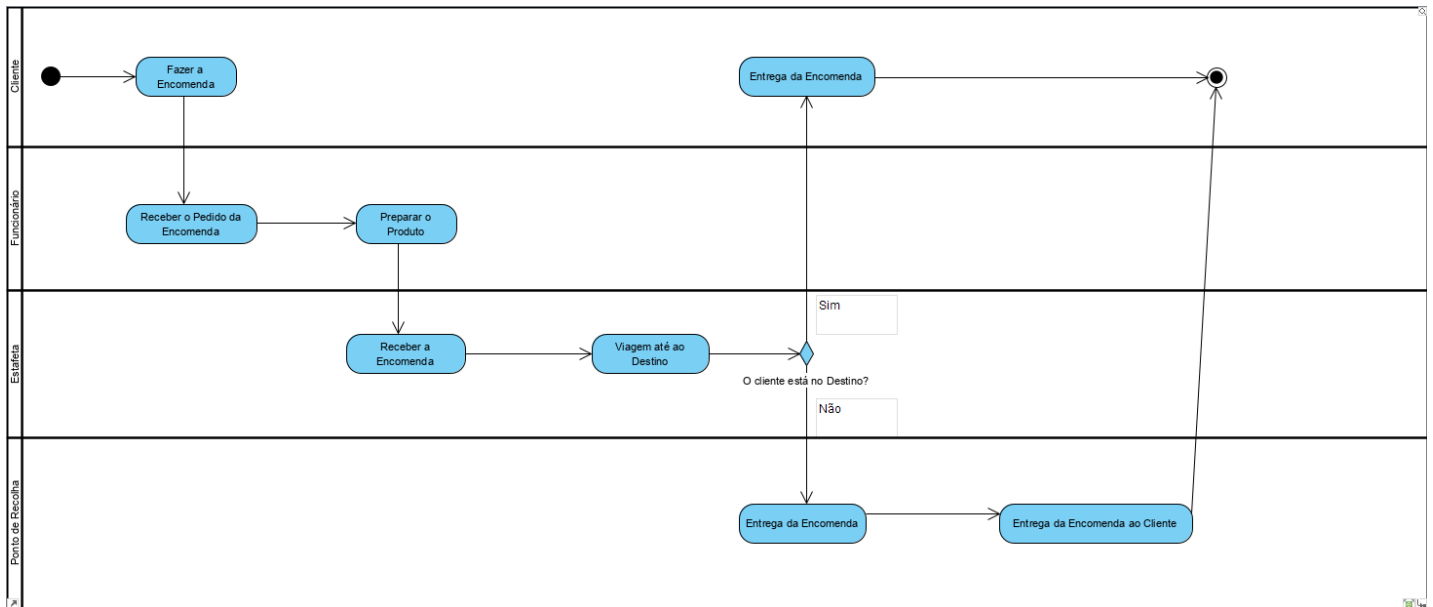 Cliente
Fazer a
Encomenda
Entrega da Encomenda
Funcionário
Receber o Pedido da
Encomenda
Preparar o
Produto
Estafeta
Receber a
Encomenda
Viagem até ao
Destino
Sim
O cliente está no Destino?
Não
Ponto de Recolha
Entrega da Encomenda
Entrega da Encomenda ao Cliente